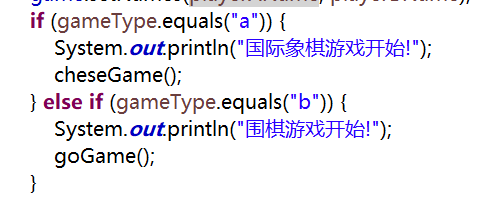 if (gameType.equals("a")) {
System.out.println("国际象棋游戏开始!");
cheseGame();
} else if (gameType.equals("b")) {
System.out.println("围棋游戏开始!");
goGame();
}